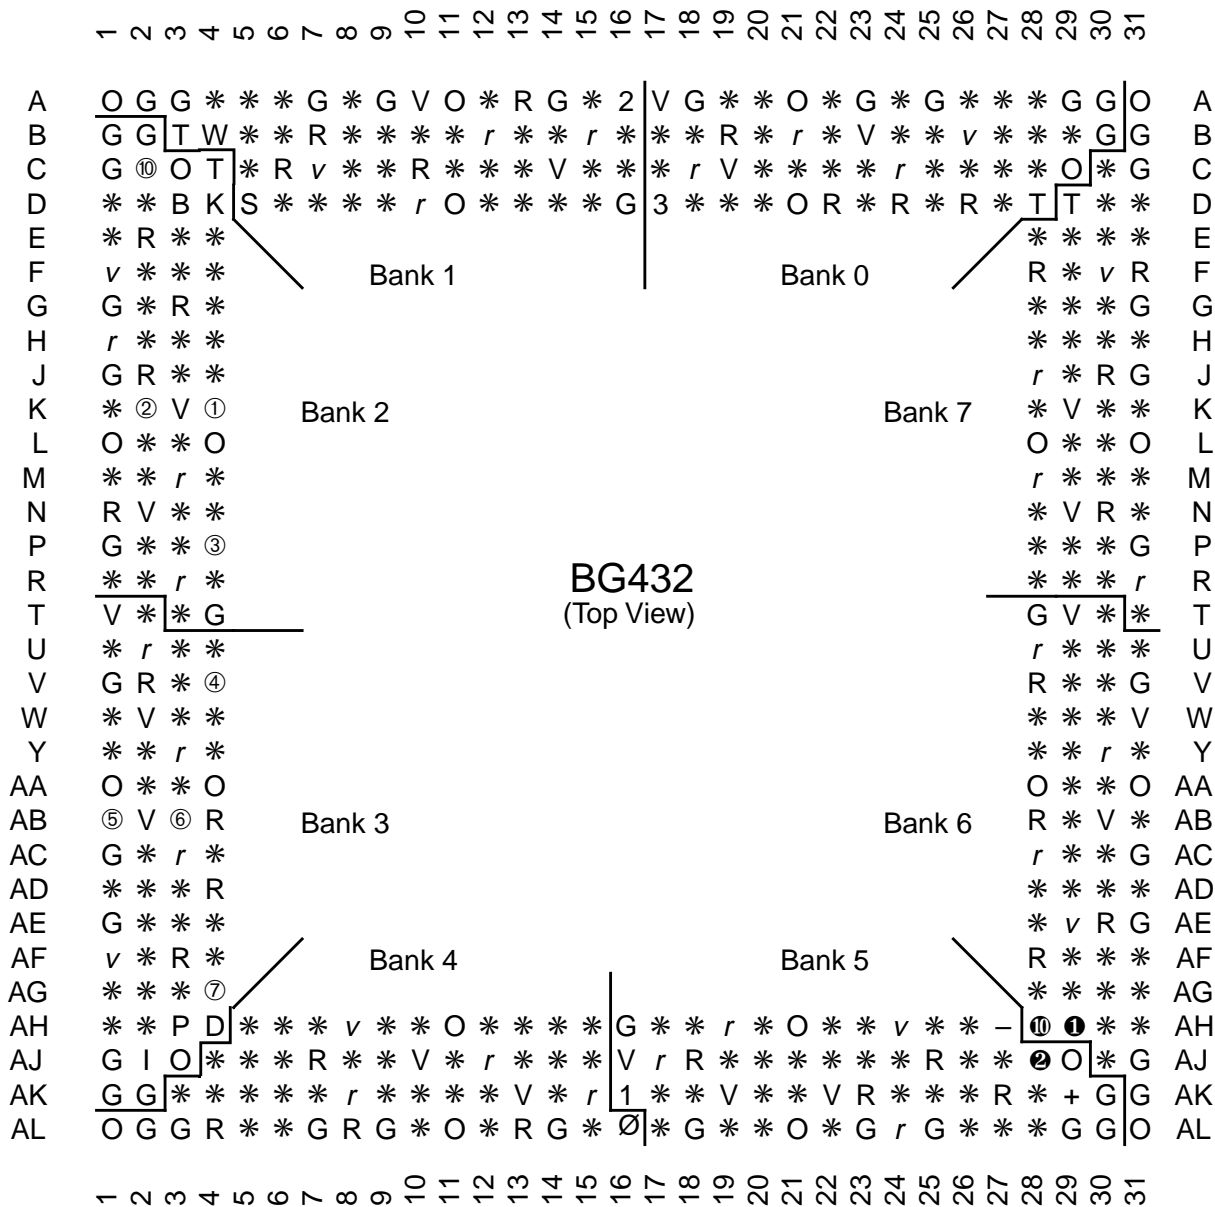 1 2 3 4 5 6 7 8 9 10 11 12 13 14 15 16 17 18 19 20 21 22 23 24 25 26 27 28 29 30 31
A O G G * * * G * G V O * R G * 2 V G * * O * G * G * * * G G O A
B G G T W * * R * * * * r * * r * * * R * r * V * * v * * * G G B
C G ⑩ O T * R v * * R * * * V * * * r V * * * * r * * * * O * G C
D * * B K S * * * * r O * * * * G 3 * * * O R * R * R * T T * * D
E * R * * * * * * E
F v * * * Bank 1 Bank 0 R * v R F
G G * R * * * * G G
H r * * * * * * * H
J G R * * r * R G J
K * ② V ① Bank 2 Bank 7 * V * * K
L O * * O O * * O L
M * * r * r * * * M
N R V * * * V R * N
P G * * ③ * * * G P
R * * r * BG432 * * * r R
T V * * G (Top View) G V * * T
U * r * * r * * * U
V G R * ④ R * * G V
W * V * * * * * V W
Y * * r * * * r * Y
AA O * * O O * * O AA
AB ⑤ V ⑥ R Bank 3 Bank 6 R * V * AB
AC G * r * r * * G AC
AD * * * R * * * * AD
AE G * * * * v R G AE
AF v * R * Bank 4 Bank 5 R * * * AF
AG * * * ⑦ * * * * AG
AH * * P D * * * v * * O * * * * G * * r * O * * v * * – ❿ ❶ * * AH
AJ G I O * * * R * * V * r * * * V r R * * * * * * R * * ❷ O * G AJ
AK G G * * * * * r * * * * V * r 1 * * V * * V R * * * R * + G G AK
AL O G G R * * G R G * O * R G * Ø * G * * O * G r G * * * G G O AL
1 2 3 4 5 6 7 8 9 10 11 12 13 14 15 16 17 18 19 20 21 22 23 24 25 26 27 28 29 30 31